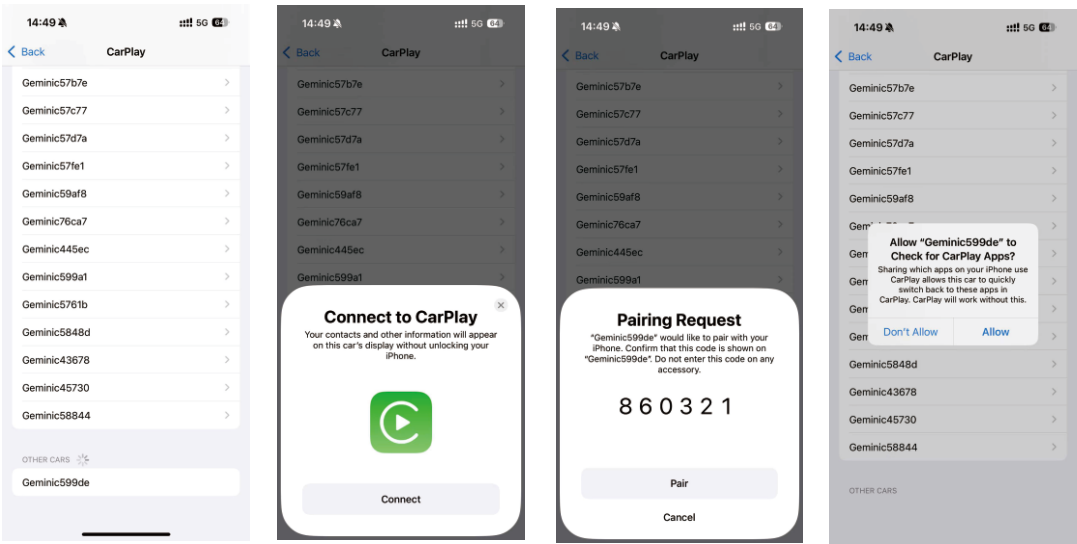 14:49
5G 64
Back
CarPlay
Geminic57b7e
Geminic57c77
Geminic57d7a
Geminic57fe1
Geminic59af8
Geminic76ca7
Geminic445ec
Geminic599a1
Geminic5761b
Geminic5848d
Geminic43678
Geminic45730
Geminic58844
OTHER CARS
Geminic599de
14:49
5G 64
Back
CarPlay
Geminic57b7e
Geminic57c77
Geminic57d7a
Geminic57fe1
Geminic59af8
Geminic76ca7
Geminic445ec
Geminic599a1
Connect to CarPlay
Your contacts and other information will appear
on this car's display without unlocking your
iPhone.
Connect
14:49
5G 64
Back
CarPlay
Geminic57b7e
Geminic57c77
Geminic57d7a
Geminic57fe1
Geminic59af8
Geminic76ca7
Geminic445ec
Geminic599a1
Pairing Request
“Geminic599de” would like to pair with your
iPhone. Confirm that this code is shown on
“Geminic599de”. Do not enter this code on any
accessory.
860321
Pair
Cancel
14:49
5G 64
Back
CarPlay
Geminic57b7e
Geminic57c77
Geminic57d7a
Geminic57fe1
Geminic59af8
Allow “Geminic599de” to
Check for CarPlay Apps?
Sharing which apps on your iPhone use
CarPlay allows this car to quickly
switch back to these apps in
CarPlay. CarPlay will work without this.
Don't Allow
Allow
Geminic5848d
Geminic43678
Geminic45730
Geminic58844
OTHER CARS